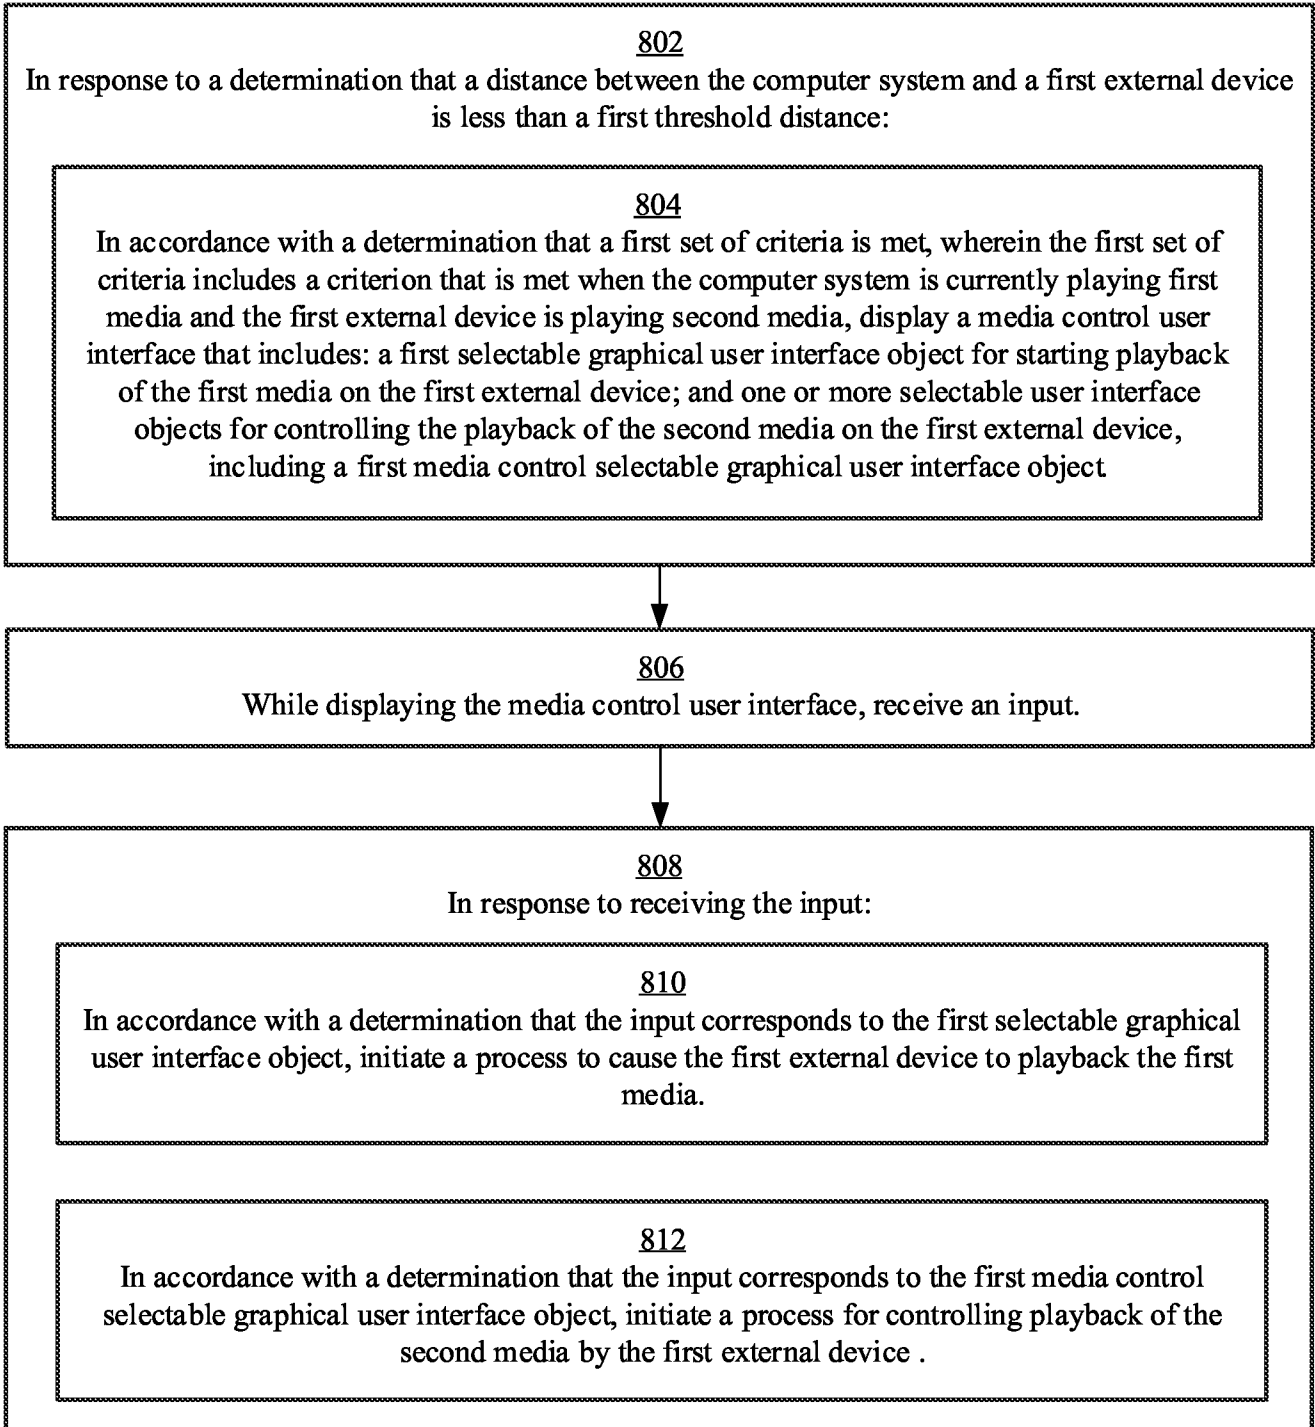 802
In response to a determination that a distance between the computer system and a first external device
is less than a first threshold distance:
804
In accordance with a determination that a first set of criteria is met, wherein the first set of
criteria includes a criterion that is met when the computer system is currently playing first
media and the first external device is playing second media, display a media control user
interface that includes: a first selectable graphical user interface object for starting playback
of the first media on the first external device; and one or more selectable user interface
objects for controlling the playback of the second media on the first external device,
including a first media control selectable graphical user interface object.
806
While displaying the media control user interface, receive an input.
808
In response to receiving the input:
810
In accordance with a determination that the input corresponds to the first selectable graphical
user interface object, initiate a process to cause the first external device to playback the first
media.
812
In accordance with a determination that the input corresponds to the first media control
selectable graphical user interface object, initiate a process for controlling playback of the
second media by the first external device .